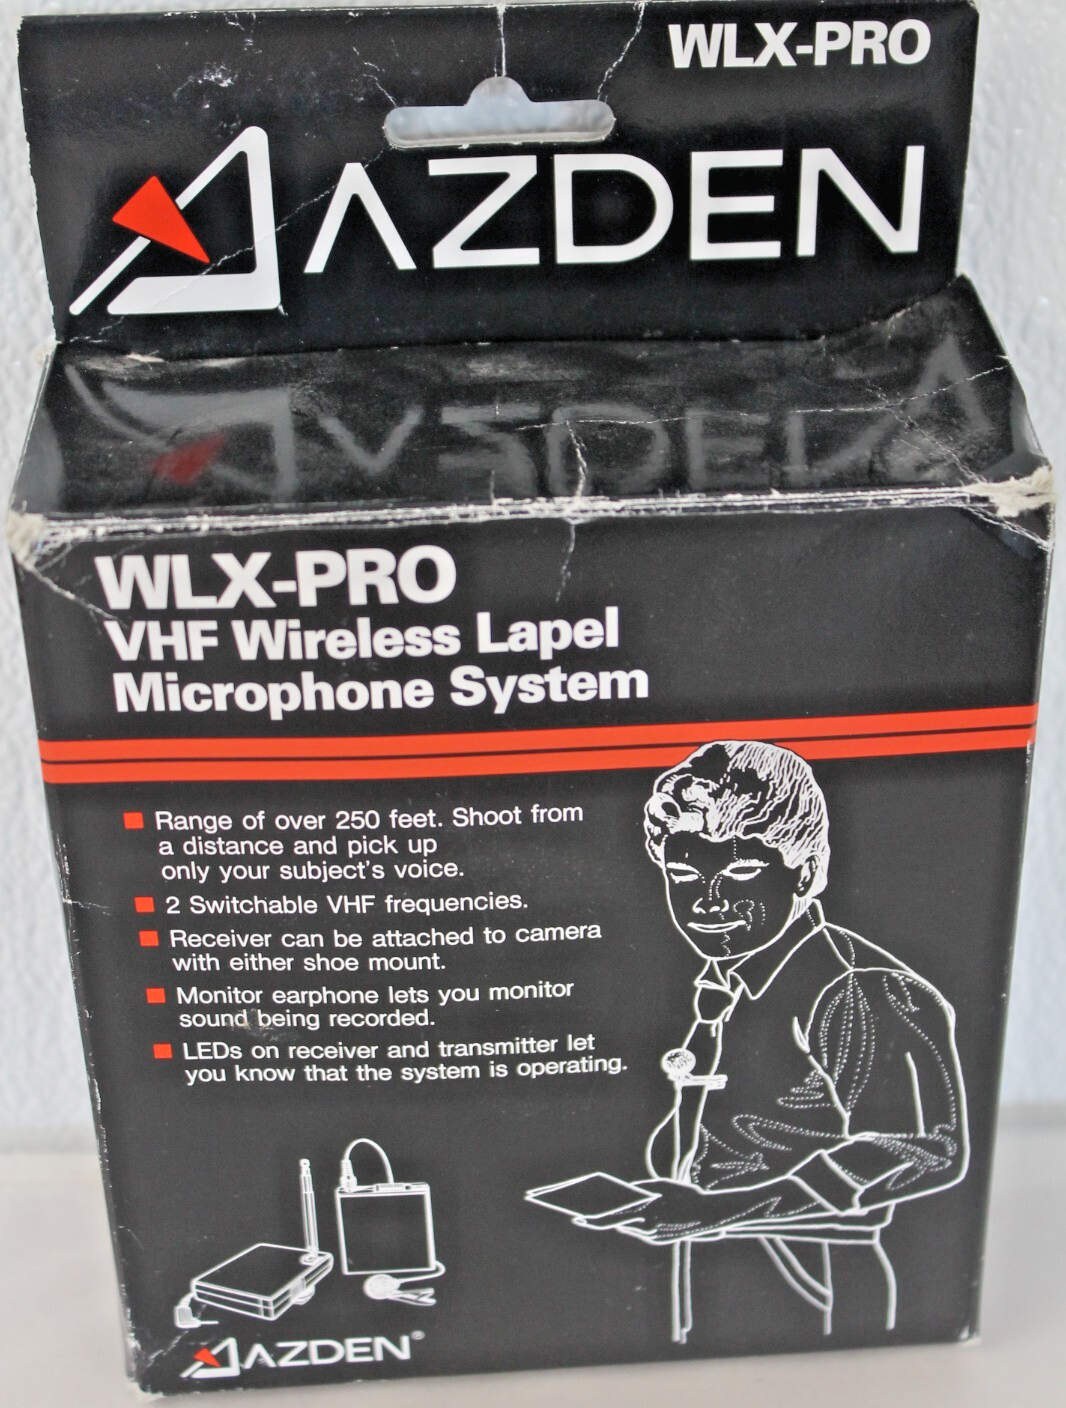 WLX-PRO
AZDEN
WLX-PRO
VHF Wireless Lapel
Microphone System
Range of over 250 feet. Shoot from
a distance and pick up
only your subject's voice.
2 Switchable VHF frequencies.
Receiver can be attached to camera
with either shoe mount.
Monitor earphone lets you monitor
sound being recorded.
LEDs on receiver and transmitter let
you know that the system is operating.
AZDEN®